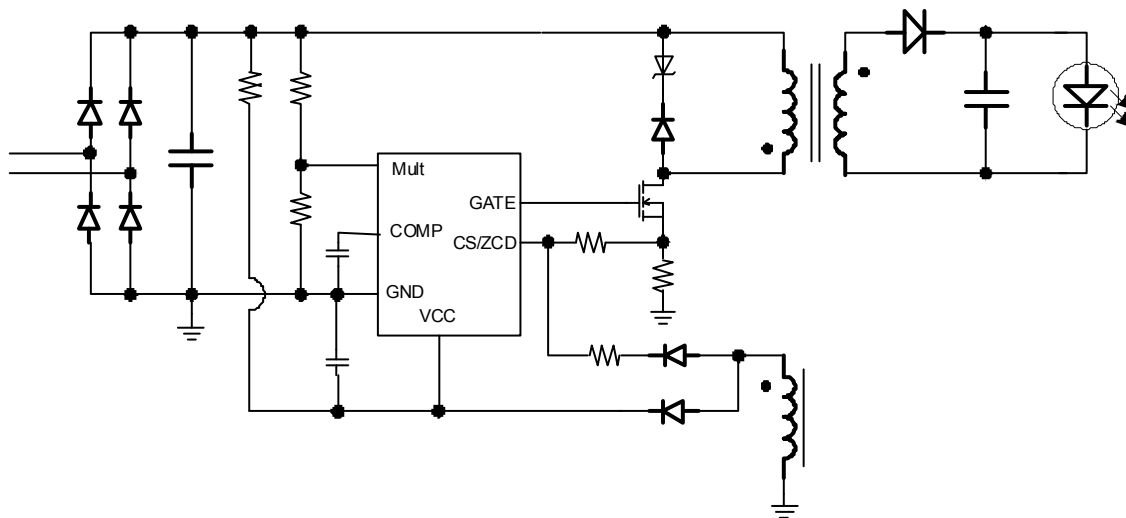 Mult
GATE
COMP
CS/ZCD
GND
VCC